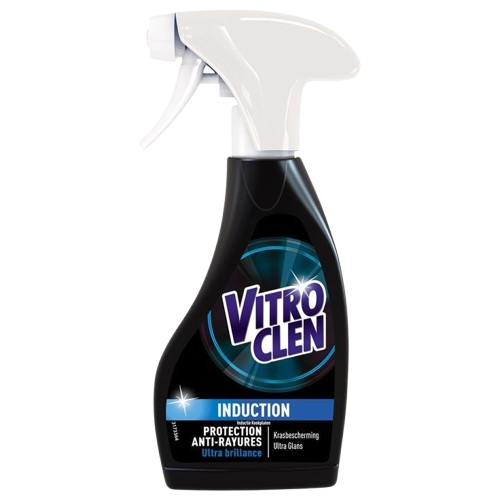 VITRO
CLEN
INDUCTION
Inductie Kookplaten
PROTECTION
ANTI-RAYURES
Ultra brillance
Krasbescherming
Ultra Glans